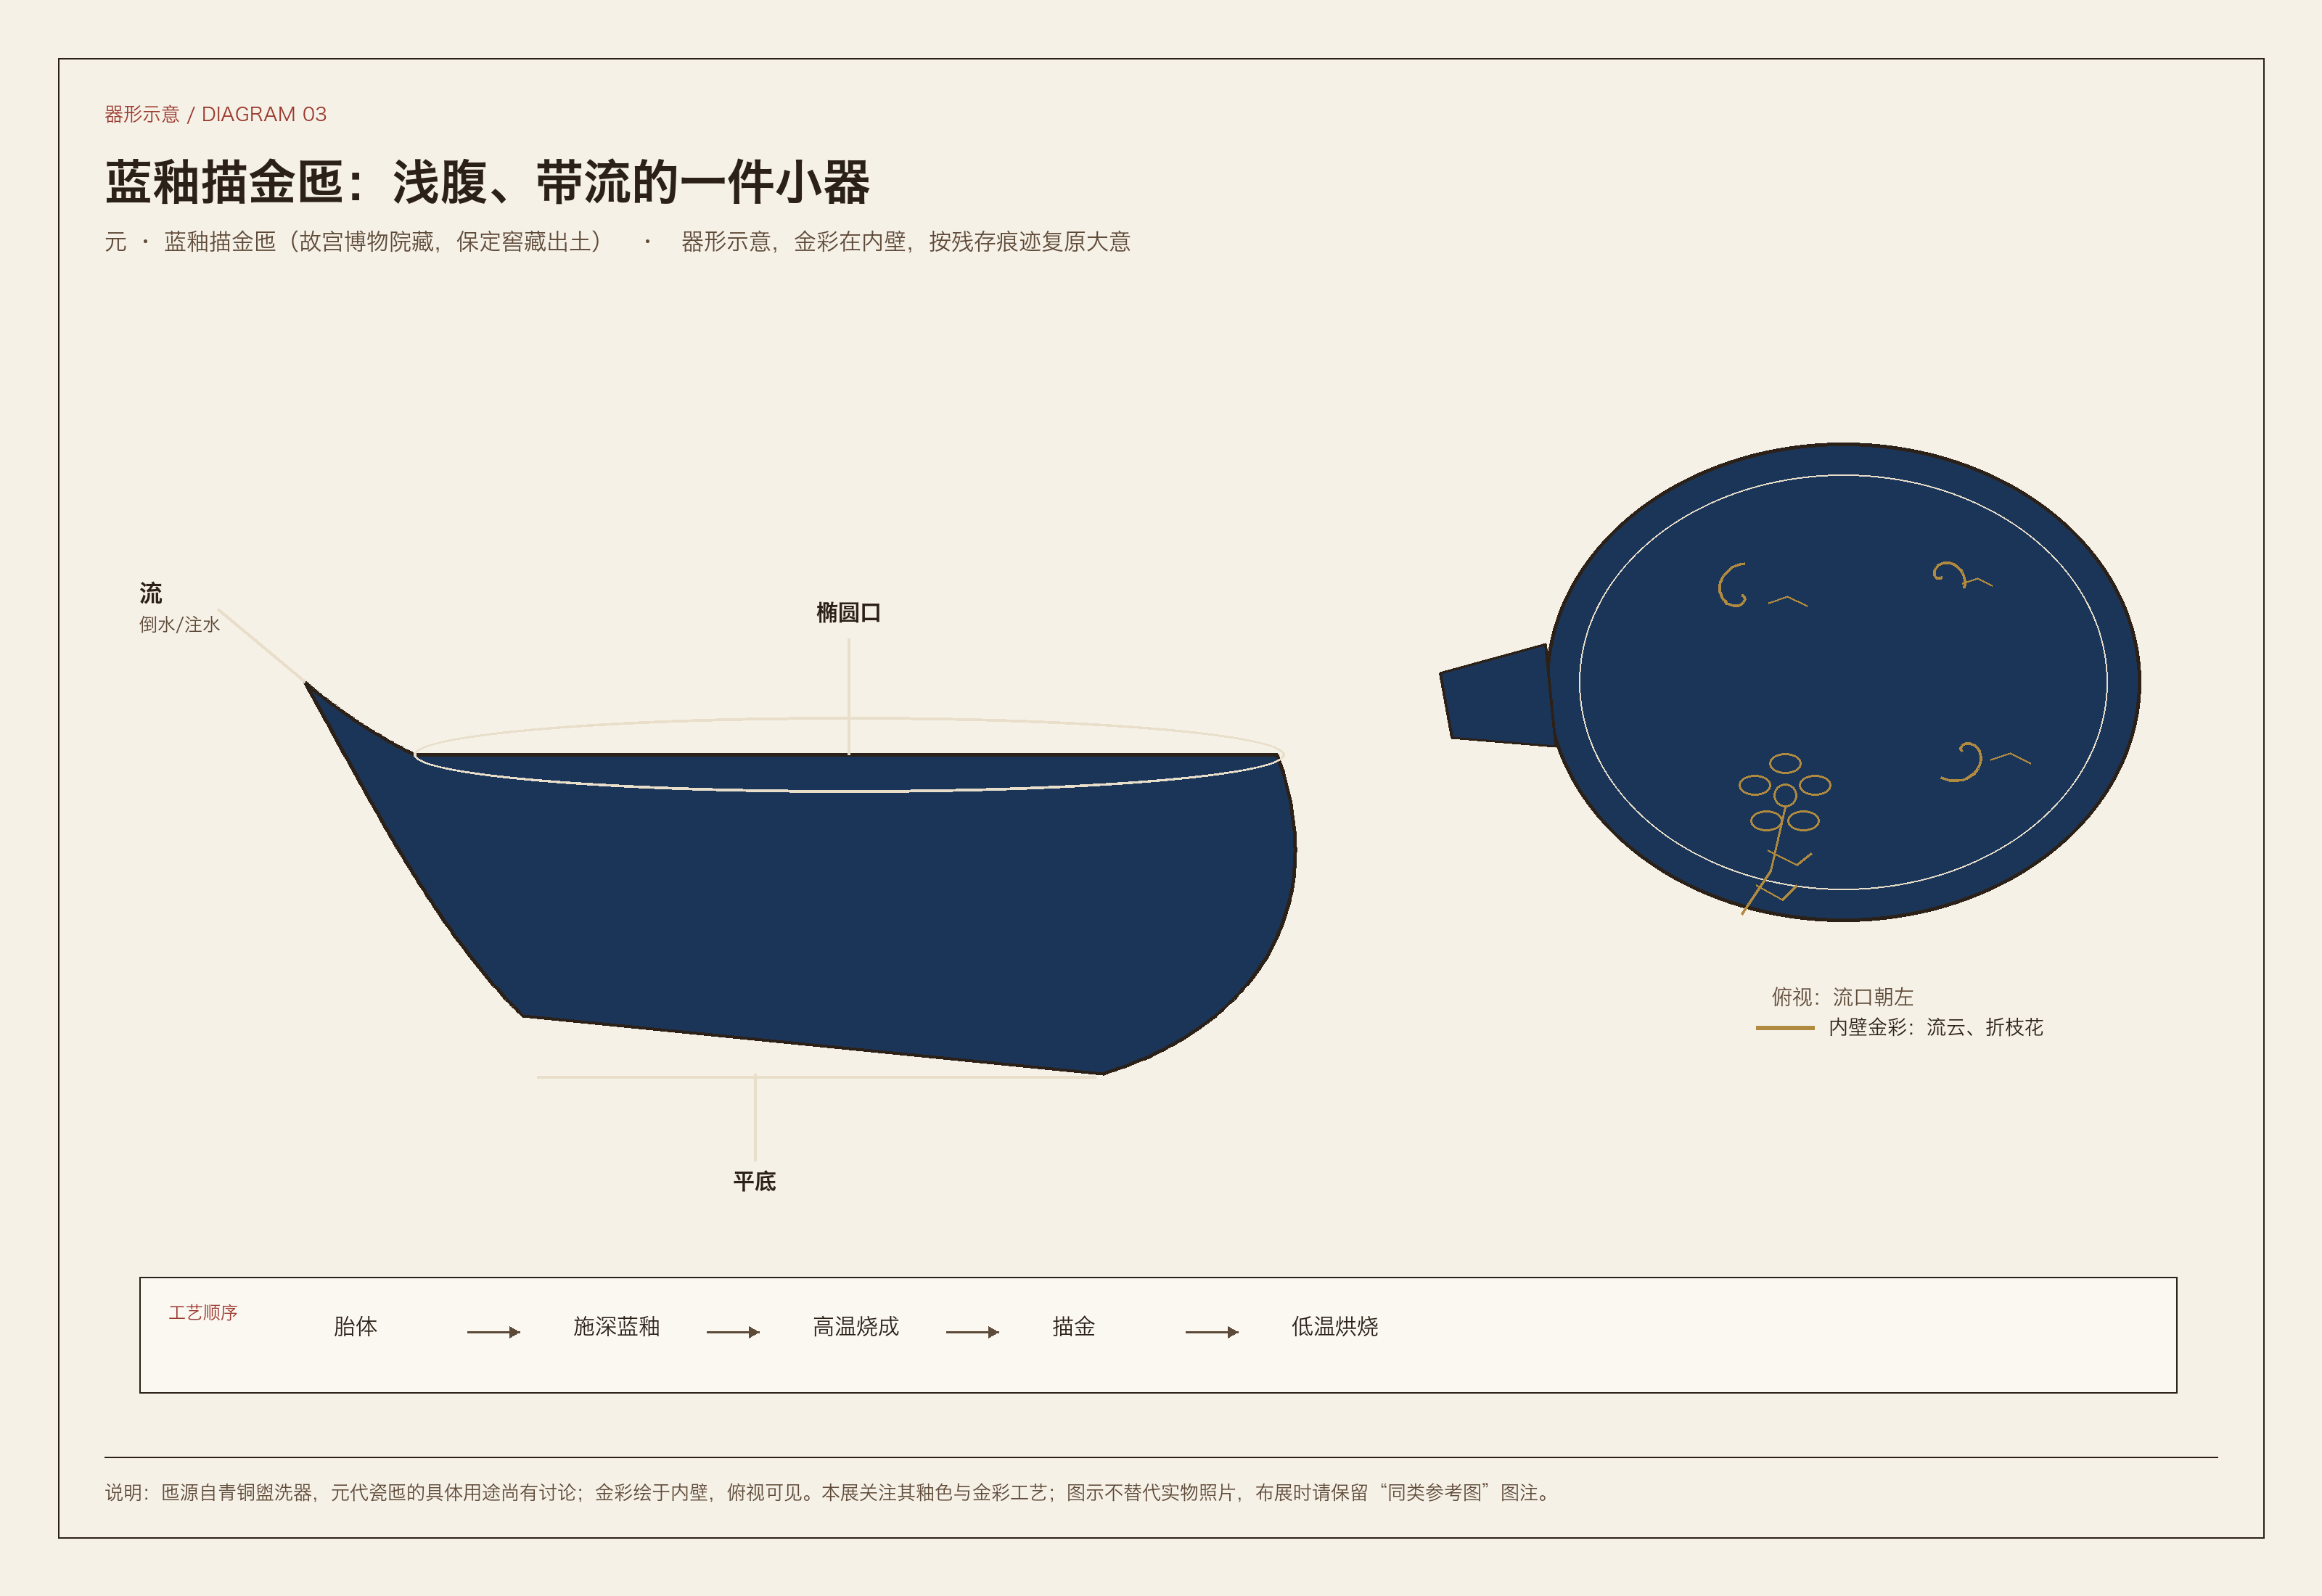 器形示意 / DIAGRAM 03
蓝釉描金匜：浅腹、带流的一件小器
元 · 蓝釉描金匜（故宫博物院藏，保定窖藏出土） · 器形示意，金彩在内壁，按残存痕迹复原大意
流
倒水/注水
椭圆口
平底
俯视：流口朝左
内壁金彩：流云、折枝花
工艺顺序
胎体 施深蓝釉 高温烧成 描金 低温烘烧
说明：匜源自青铜盥洗器，元代瓷匜的具体用途尚有讨论；金彩绘于内壁，俯视可见。本展关注其釉色与金彩工艺；图示不替代实物照片，布展时请保留“同类参考图”图注。